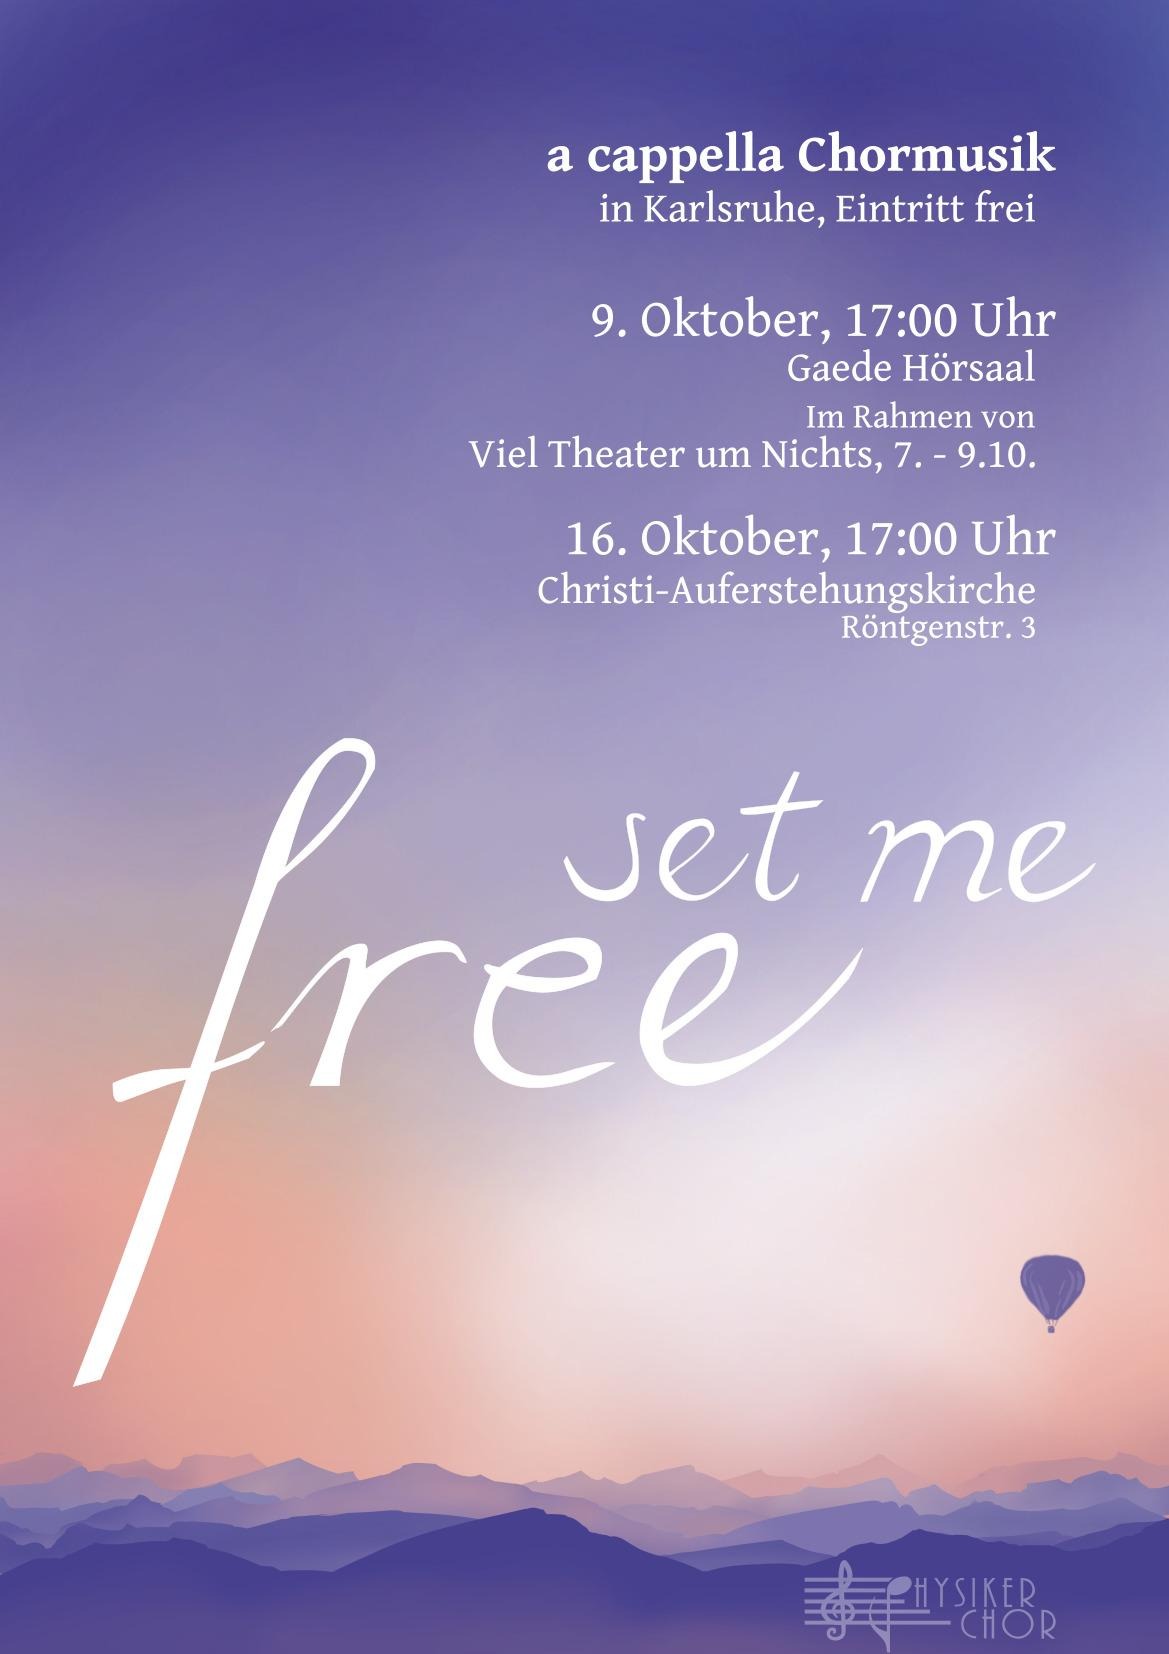 a cappella Chormusik
in Karlsruhe, Eintritt frei
9. Oktober, 17:00 Uhr
Gaede Hörsaal
Im Rahmen von
Viel Theater um Nichts, 7. - 9.10.
16. Oktober, 17:00 Uhr
Christi-Auferstehungskirche
Röntgenstr. 3
set me
free
PHYSIKER
CHOR